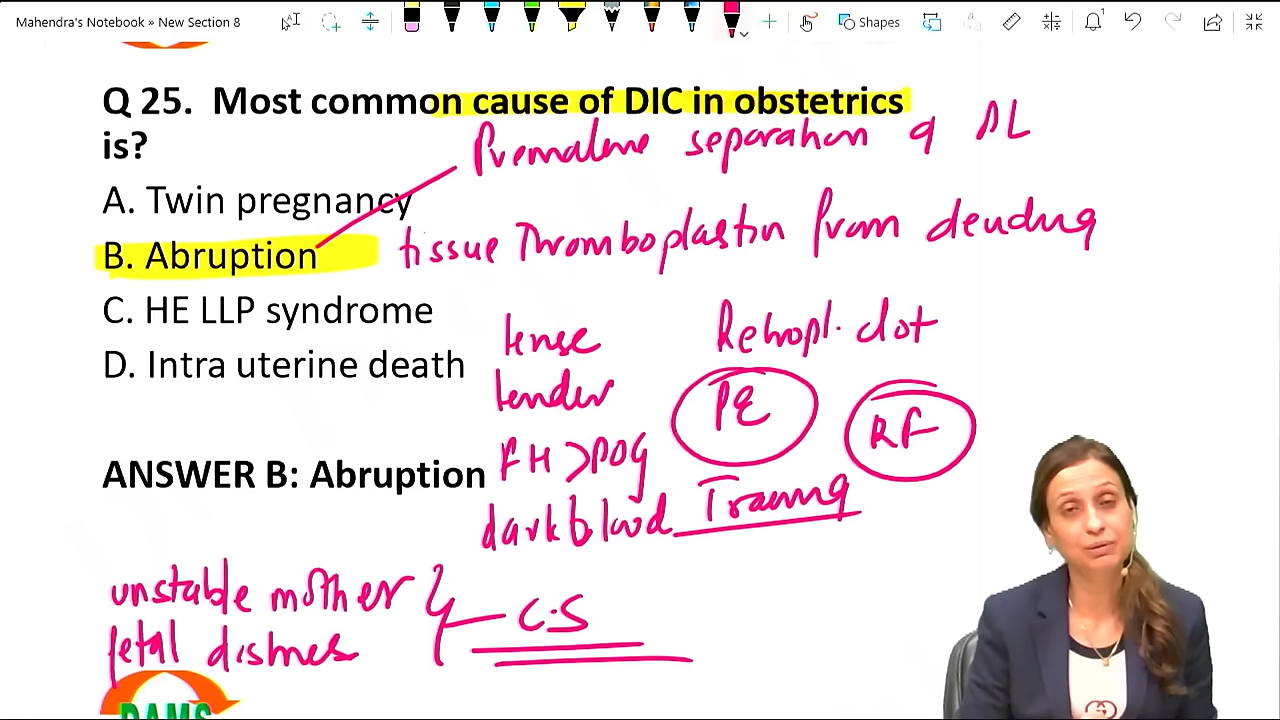 Mahendra's Notebook » New Section 8
Shapes
Q 25. Most common cause of DIC in obstetrics
is?
Premature separation of PL
A. Twin pregnancy
B. Abruption
tissue Thromboplastin from decidua
C. HE LLP syndrome
D. Intra uterine death
tense
Retropl. clot
tender
PE
RF
FH >POG
ANSWER B: Abruption
dark blood
Trauma
unstable mother
fetal distress
C.S
DAMS